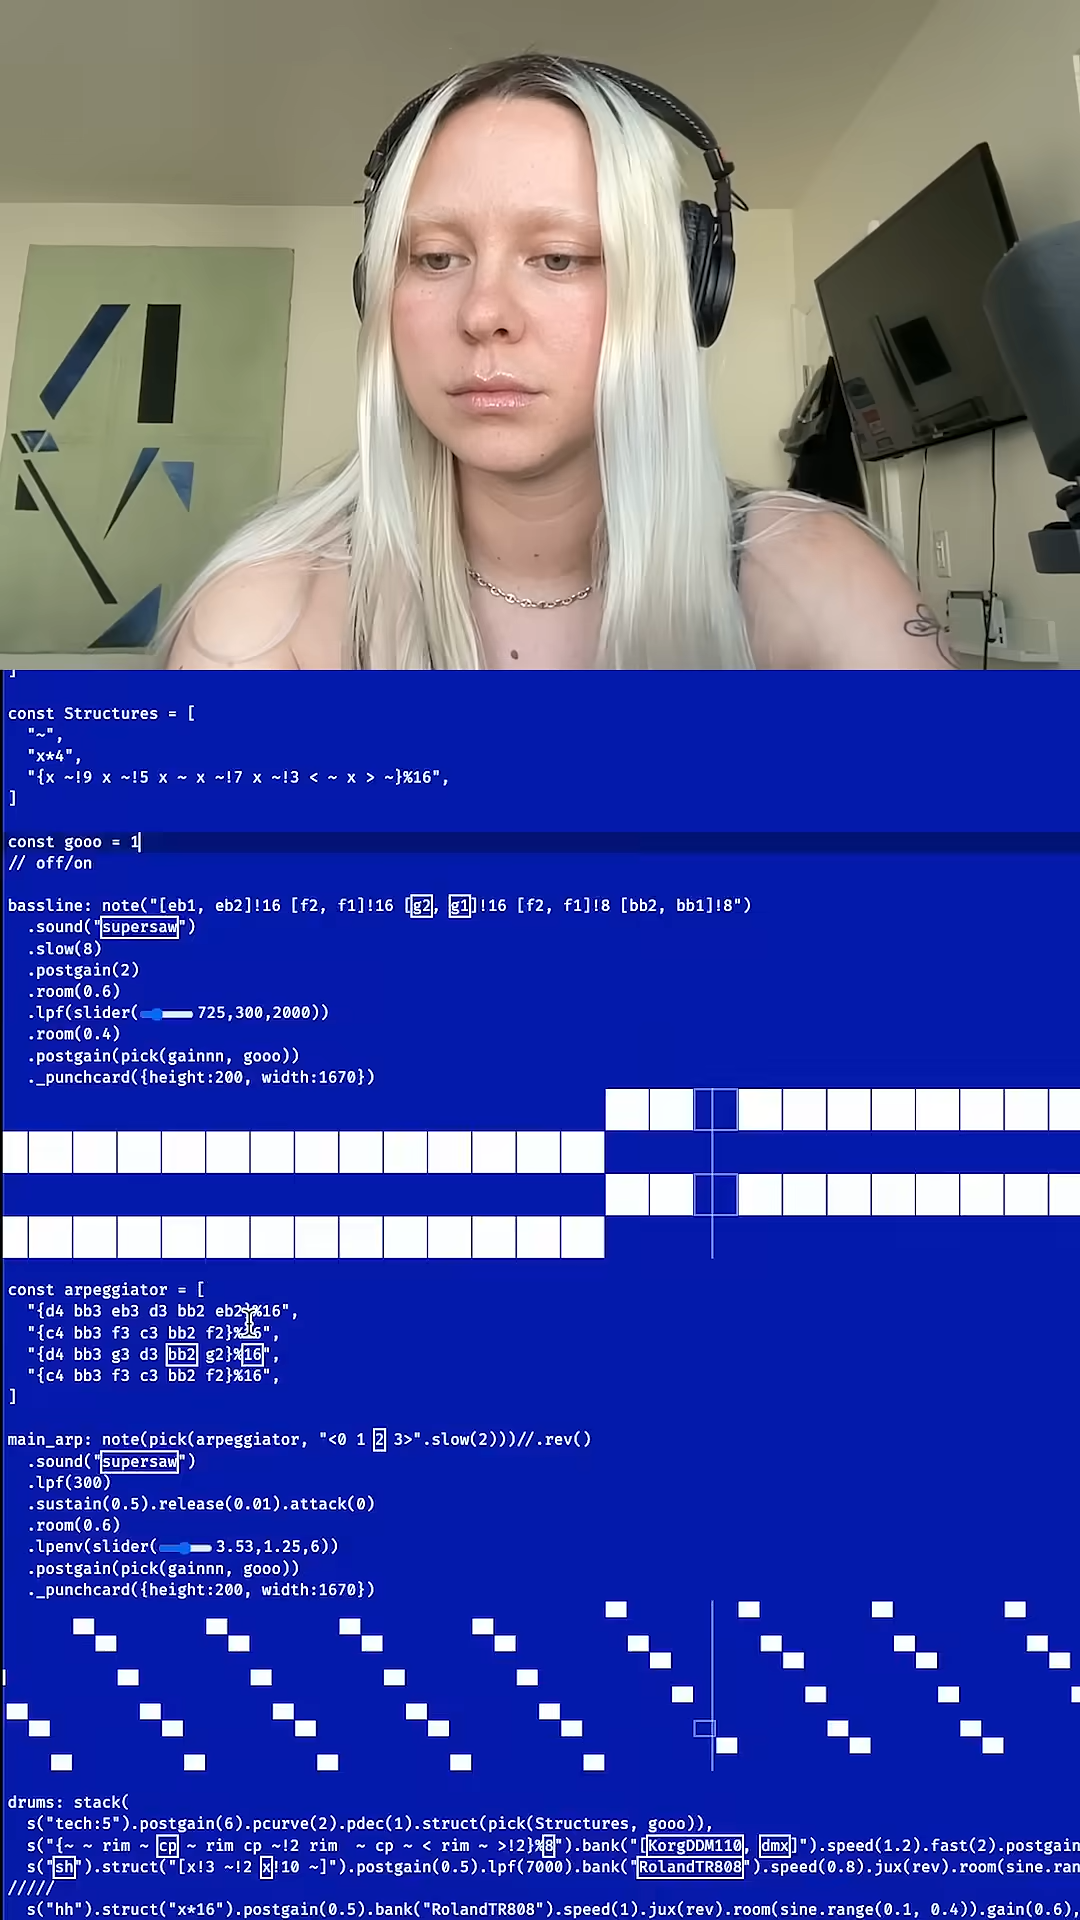 ]
const Structures = [
"~",
"x*4",
"{x ~!9 x ~!5 x ~ x ~!7 x ~!3 < ~ x > ~}%16",
]
const gooo = 1
// off/on
bassline: note("[eb1, eb2]!16 [f2, f1]!16 [g2, g1]!16 [f2, f1]!8 [bb2, bb1]!8")
.sound("supersaw")
.slow(8)
.postgain(2)
.room(0.6)
.lpf(slider(725,300,2000))
.room(0.4)
.postgain(pick(gainnn, gooo))
._punchcard({height:200, width:1670})
const arpeggiator = [
"{d4 bb3 eb3 d3 bb2 eb2}%16",
"{c4 bb3 f3 c3 bb2 f2}%16",
"{d4 bb3 g3 d3 bb2 g2}%16",
"{c4 bb3 f3 c3 bb2 f2}%16",
]
main_arp: note(pick(arpeggiator, "<0 1 2 3>".slow(2)))//.rev()
.sound("supersaw")
.lpf(300)
.sustain(0.5).release(0.01).attack(0)
.room(0.6)
.lpenv(slider(3.53,1.25,6))
.postgain(pick(gainnn, gooo))
._punchcard({height:200, width:1670})
drums: stack(
s("tech:5").postgain(6).pcurve(2).pdec(1).struct(pick(Structures, gooo)),
s("{~ ~ rim ~ cp ~ rim cp ~!2 rim ~ cp ~ < rim ~ >!2}%8").bank("[KorgDDM110, dmx]").speed(1.2).fast(2).postgain
s("sh").struct("[x!3 ~!2 x!10 ~]").postgain(0.5).lpf(7000).bank("RolandTR808").speed(0.8).jux(rev).room(sine.ran
/////
s("hh").struct("x*16").postgain(0.5).bank("RolandTR808").speed(1).jux(rev).room(sine.range(0.1, 0.4)).gain(0.6),